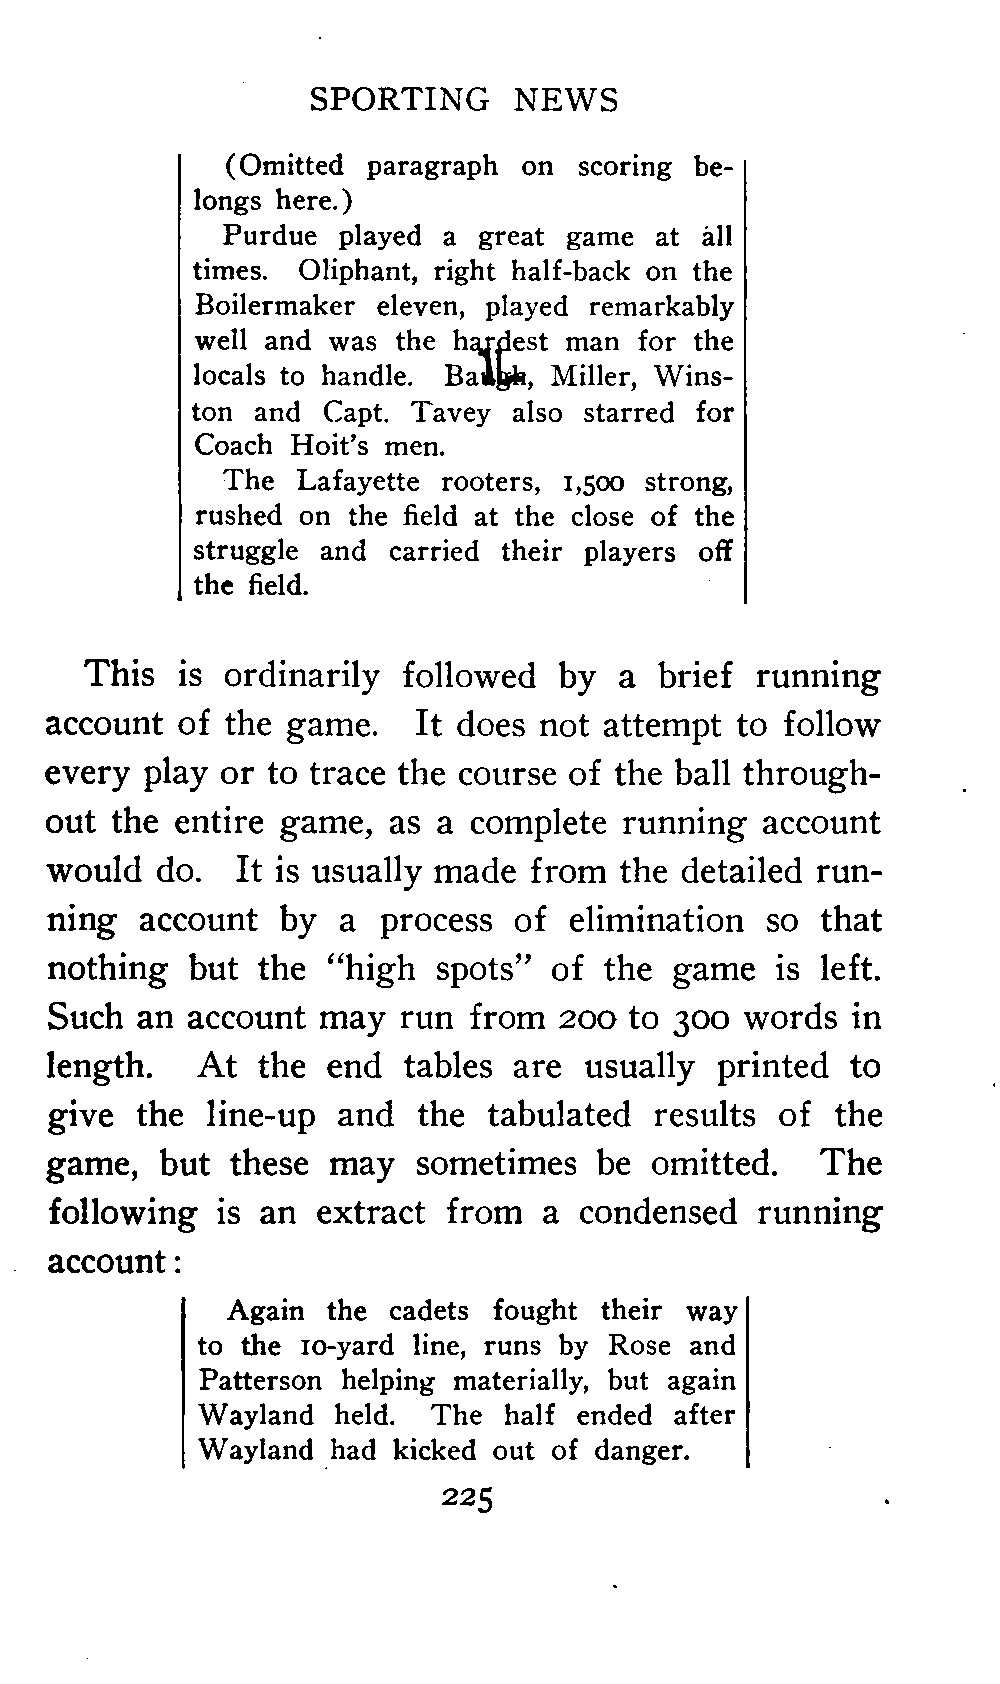 SPORTING NEWS
(Omitted paragraph on scoring be-
longs here.)
Purdue played a great game at all
times. Oliphant, right half-back on the
Boilermaker eleven, played remarkably
well and was the hardest man for the
locals to handle. Baugh, Miller, Wins-
ton and Capt. Tavey also starred for
Coach Hoit's men.
The Lafayette rooters, 1,500 strong,
rushed on the field at the close of the
struggle and carried their players off
the field.
This is ordinarily followed by a brief running
account of the game. It does not attempt to follow
every play or to trace the course of the ball through-
out the entire game, as a complete running account
would do. It is usually made from the detailed run-
ning account by a process of elimination so that
nothing but the "high spots" of the game is left.
Such an account may run from 200 to 300 words in
length. At the end tables are usually printed to
give the line-up and the tabulated results of the
game, but these may sometimes be omitted. The
following is an extract from a condensed running
account:
Again the cadets fought their way
to the 10-yard line, runs by Rose and
Patterson helping materially, but again
Wayland held. The half ended after
Wayland had kicked out of danger.
225